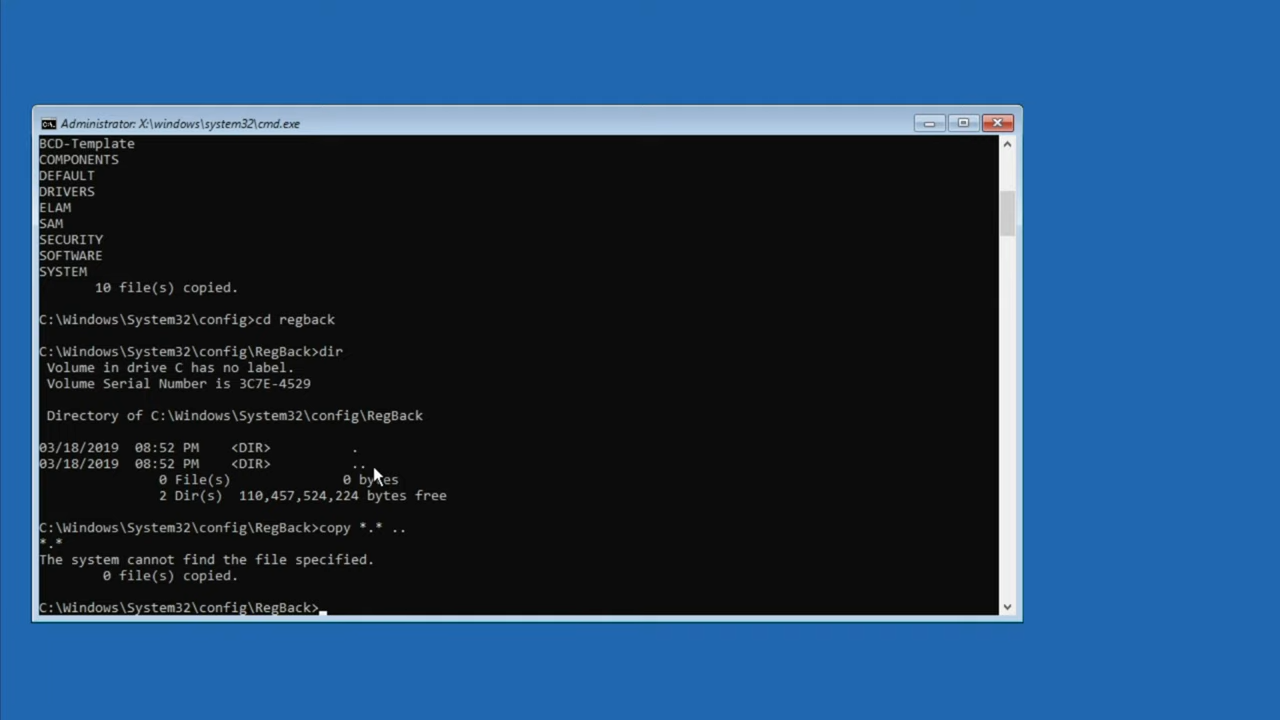 Administrator: X:\windows\system32\cmd.exe
BCD-Template
COMPONENTS
DEFAULT
DRIVERS
ELAM
SAM
SECURITY
SOFTWARE
SYSTEM
10 file(s) copied.
C:\Windows\System32\config>cd regback
C:\Windows\System32\config\RegBack>dir
Volume in drive C has no label.
Volume Serial Number is 3C7E-4529
Directory of C:\Windows\System32\config\RegBack
03/18/2019 08:52 PM <DIR> .
03/18/2019 08:52 PM <DIR> ..
0 File(s) 0 bytes
2 Dir(s) 110,457,524,224 bytes free
C:\Windows\System32\config\RegBack>copy *.* ..
*.*
The system cannot find the file specified.
0 file(s) copied.
C:\Windows\System32\config\RegBack>_